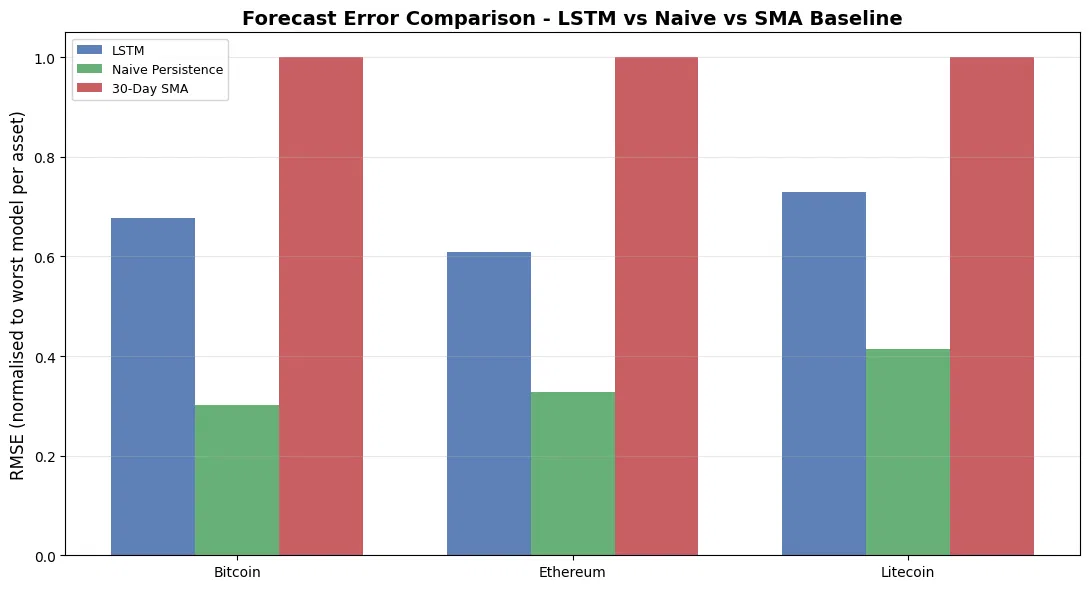 Forecast Error Comparison - LSTM vs Naive vs SMA Baseline
LSTM
Naive Persistence
30-Day SMA
RMSE (normalised to worst model per asset)
1.0
0.8
0.6
0.4
0.2
0.0
Bitcoin
Ethereum
Litecoin